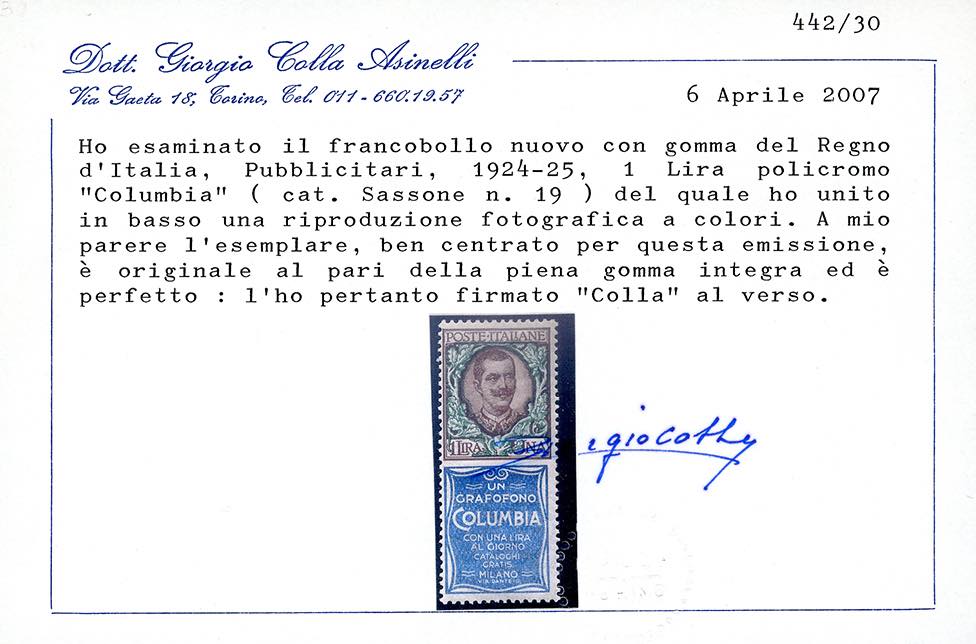 442/30
Dott. Giorgio Colla Asinelli
Via Gaeta 18, Torino, Tel. 011 - 660.19.57
6 Aprile 2007
Ho esaminato il francobollo nuovo con gomma del Regno
d'Italia, Pubblicitari, 1924-25, 1 Lira policromo
"Columbia" ( cat. Sassone n. 19 ) del quale ho unito
in basso una riproduzione fotografica a colori. A mio
parere l'esemplare, ben centrato per questa emissione,
è originale al pari della piena gomma integra ed è
perfetto : l'ho pertanto firmato "Colla" al verso.
POSTE·ITALIANE
1 LIRA UNA
UN
GRAFOFONO
COLUMBIA
CON UNA LIRA
AL GIORNO
CATALOGHI
GRATIS
MILANO
VIA DANTE